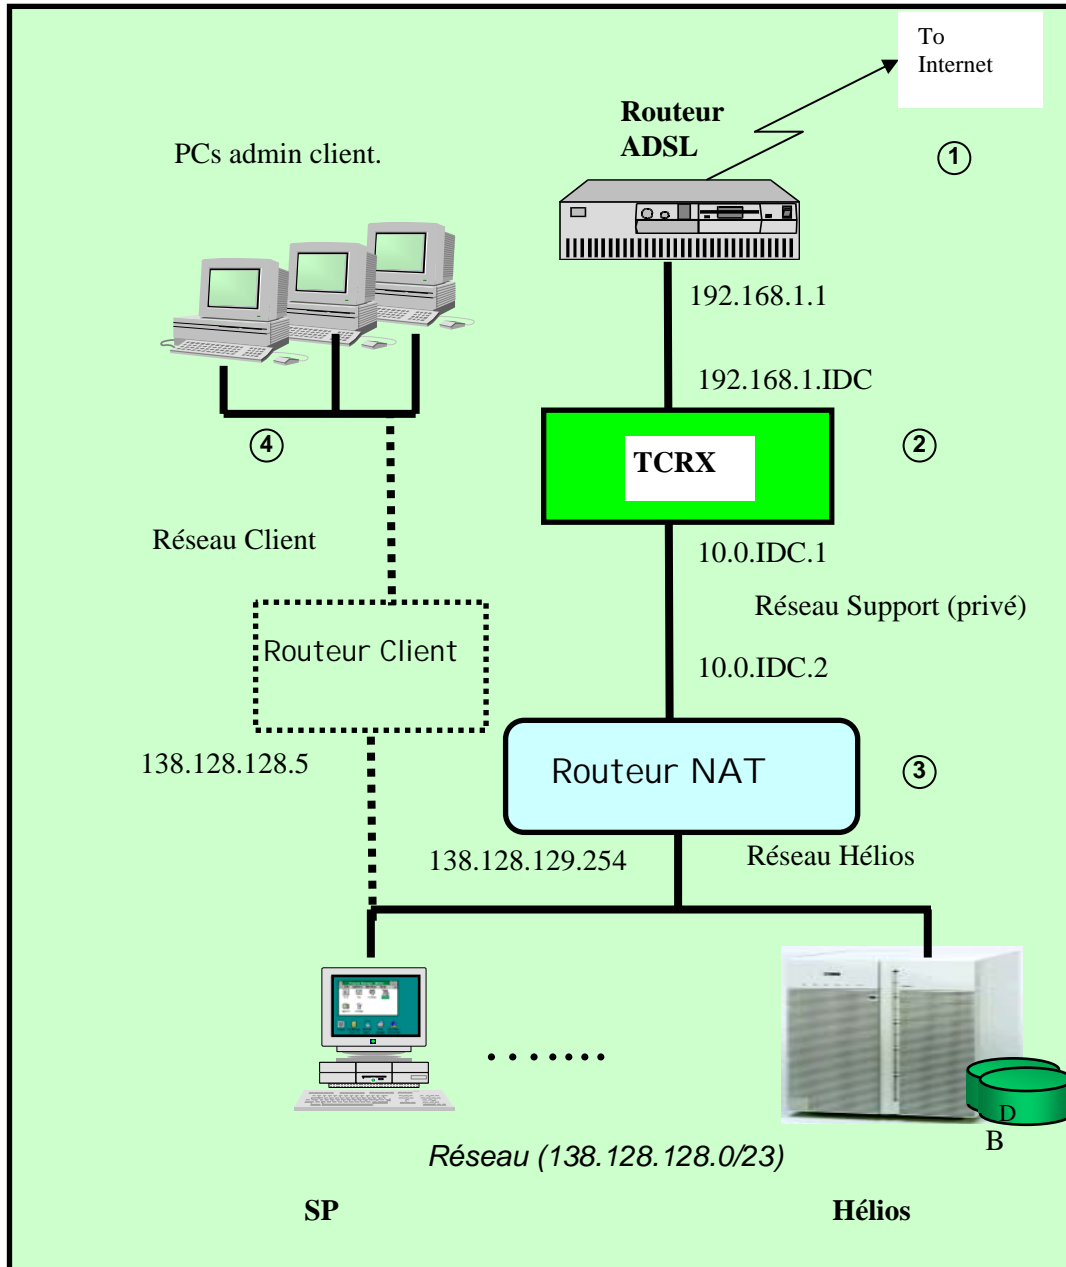 To
Internet
Routeur
ADSL
①
PCs admin client.
192.168.1.1
192.168.1.IDC
④
②
TCRX
Réseau Client
10.0.IDC.1
Réseau Support (privé)
Routeur Client
10.0.IDC.2
138.128.128.5
Routeur NAT
③
138.128.129.254
Réseau Hélios
.......
D
B
Réseau (138.128.128.0/23)
SP
Hélios